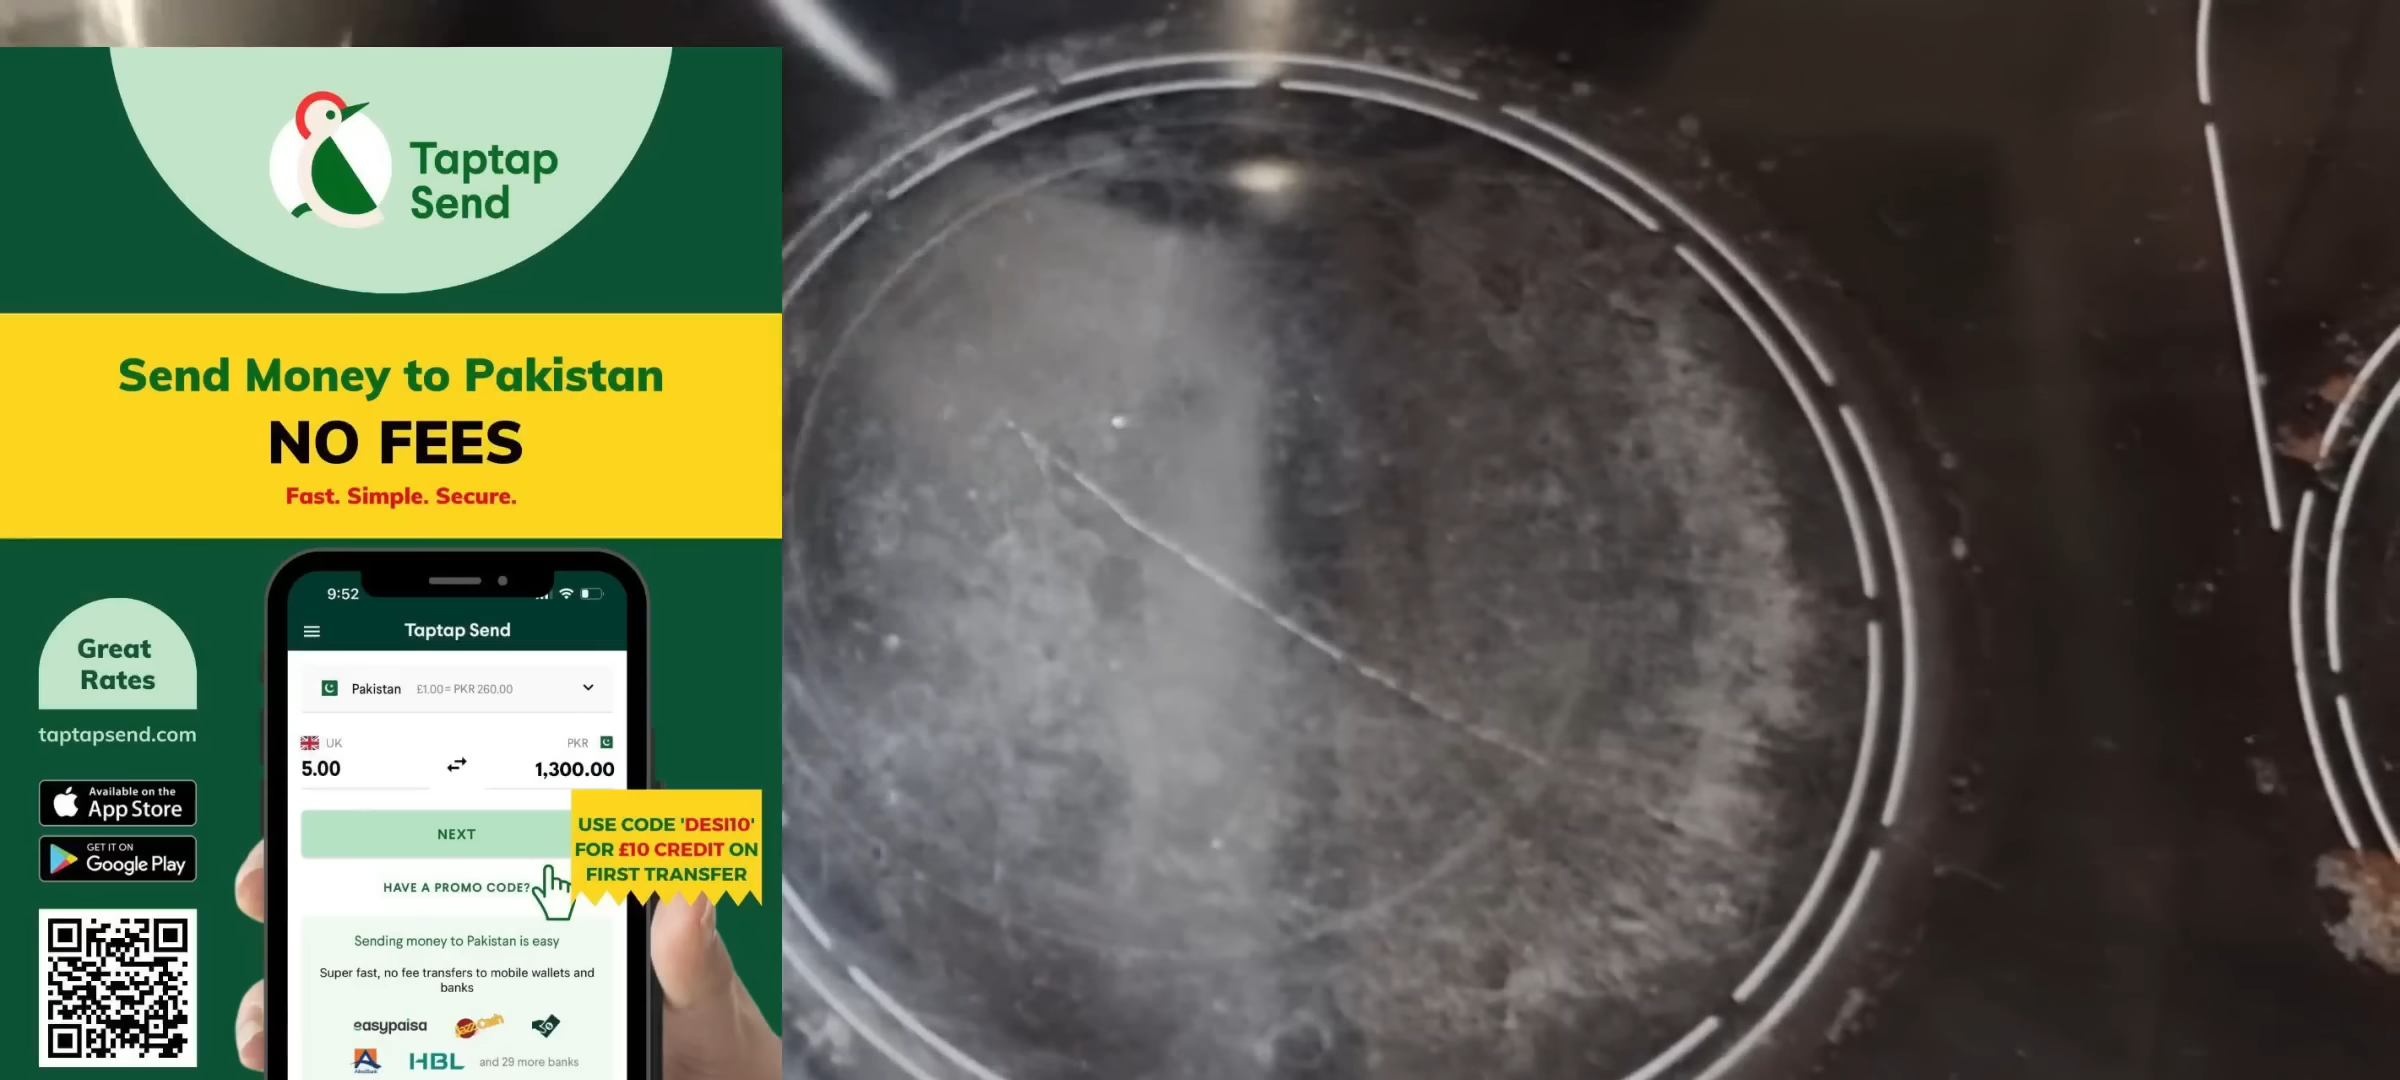 Taptap
Send
Send Money to Pakistan
NO FEES
Fast. Simple. Secure.
Great
Rates
taptapsend.com
Available on the
App Store
GET IT ON
Google Play
9:52
Taptap Send
Pakistan £1.00 = PKR 260.00
UK PKR
5.00 1,300.00
NEXT
HAVE A PROMO CODE?
USE CODE 'DESI10'
FOR £10 CREDIT ON
FIRST TRANSFER
Sending money to Pakistan is easy
Super fast, no fee transfers to mobile wallets and
banks
easypaisa JazzCash
HBL and 29 more banks